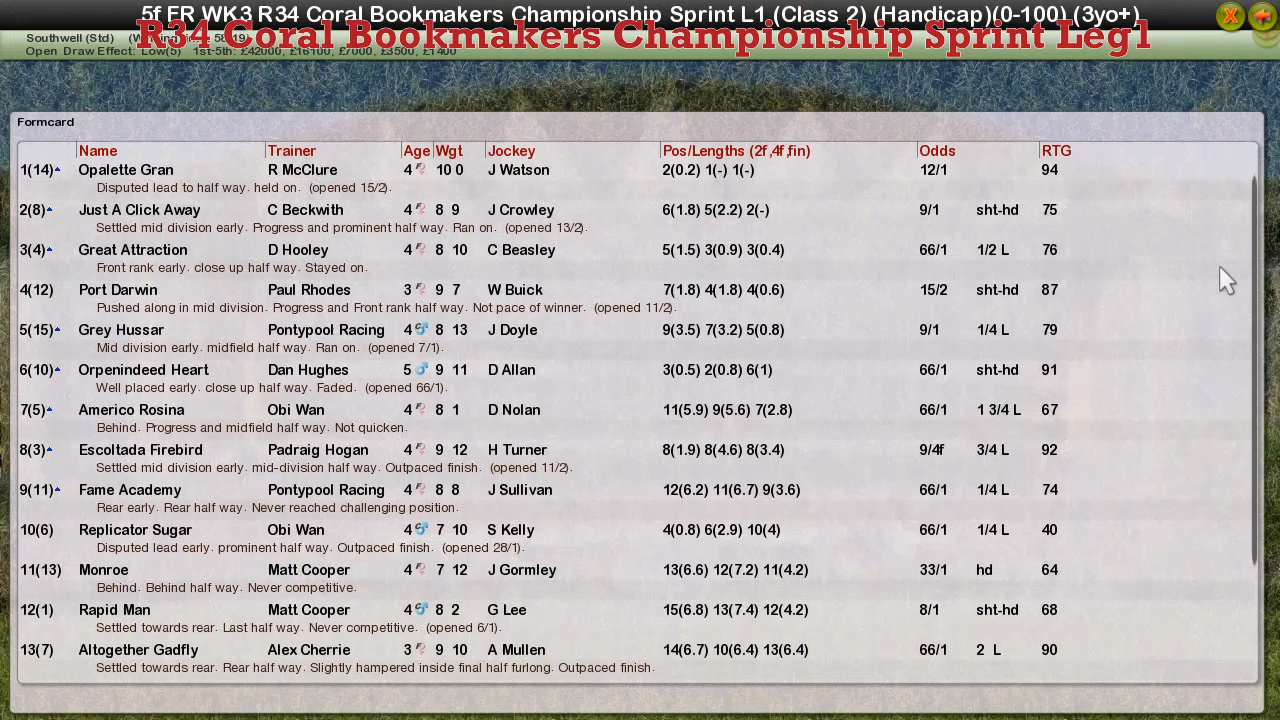 5f FR WK3 R34 Coral Bookmakers Championship Sprint L1 (Class 2) (Handicap)(0-100) (3yo+)
R34 Coral Bookmakers Championship Sprint Leg1
Southwell (Std)
Open Draw Effect: Low(5) 1st-5th: £42000, £16100, £7000, £3500, £1400
Formcard
Name Trainer Age Wgt Jockey Pos/Lengths (2f,4f,fin) Odds RTG
1(14) Opalette Gran R McClure 4 10 0 J Watson 2(0.2) 1(-) 1(-) 12/1 94
Disputed lead to half way. held on. (opened 15/2).
2(8) Just A Click Away C Beckwith 4 8 9 J Crowley 6(1.8) 5(2.2) 2(-) 9/1 sht-hd 75
Settled mid division early. Progress and prominent half way. Ran on. (opened 13/2).
3(4) Great Attraction D Hooley 4 8 10 C Beasley 5(1.5) 3(0.9) 3(0.4) 66/1 1/2 L 76
Front rank early. close up half way. Stayed on.
4(12) Port Darwin Paul Rhodes 3 9 7 W Buick 7(1.8) 4(1.8) 4(0.6) 15/2 sht-hd 87
Pushed along in mid division. Progress and Front rank half way. Not pace of winner. (opened 11/2).
5(15) Grey Hussar Pontypool Racing 4 8 13 J Doyle 9(3.5) 7(3.2) 5(0.8) 9/1 1/4 L 79
Mid division early. midfield half way. Ran on. (opened 7/1).
6(10) Orpenindeed Heart Dan Hughes 5 9 11 D Allan 3(0.5) 2(0.8) 6(1) 66/1 sht-hd 91
Well placed early. close up half way. Faded. (opened 66/1).
7(5) Americo Rosina Obi Wan 4 8 1 D Nolan 11(5.9) 9(5.6) 7(2.8) 66/1 1 3/4 L 67
Behind. Progress and midfield half way. Not quicken.
8(3) Escoltada Firebird Padraig Hogan 4 9 12 H Turner 8(1.9) 8(4.6) 8(3.4) 9/4f 3/4 L 92
Settled mid division early. mid-division half way. Outpaced finish. (opened 11/2).
9(11) Fame Academy Pontypool Racing 4 8 8 J Sullivan 12(6.2) 11(6.7) 9(3.6) 66/1 1/4 L 74
Rear early. Rear half way. Never reached challenging position.
10(6) Replicator Sugar Obi Wan 4 7 10 S Kelly 4(0.8) 6(2.9) 10(4) 66/1 1/4 L 40
Disputed lead early. prominent half way. Outpaced finish. (opened 28/1).
11(13) Monroe Matt Cooper 4 7 12 J Gormley 13(6.6) 12(7.2) 11(4.2) 33/1 hd 64
Behind. Behind half way. Never competitive.
12(1) Rapid Man Matt Cooper 4 8 2 G Lee 15(6.8) 13(7.4) 12(4.2) 8/1 sht-hd 68
Settled towards rear. Last half way. Never competitive. (opened 6/1).
13(7) Altogether Gadfly Alex Cherrie 3 9 10 A Mullen 14(6.7) 10(6.4) 13(6.4) 66/1 2 L 90
Settled towards rear. Rear half way. Slightly hampered inside final half furlong. Outpaced finish.